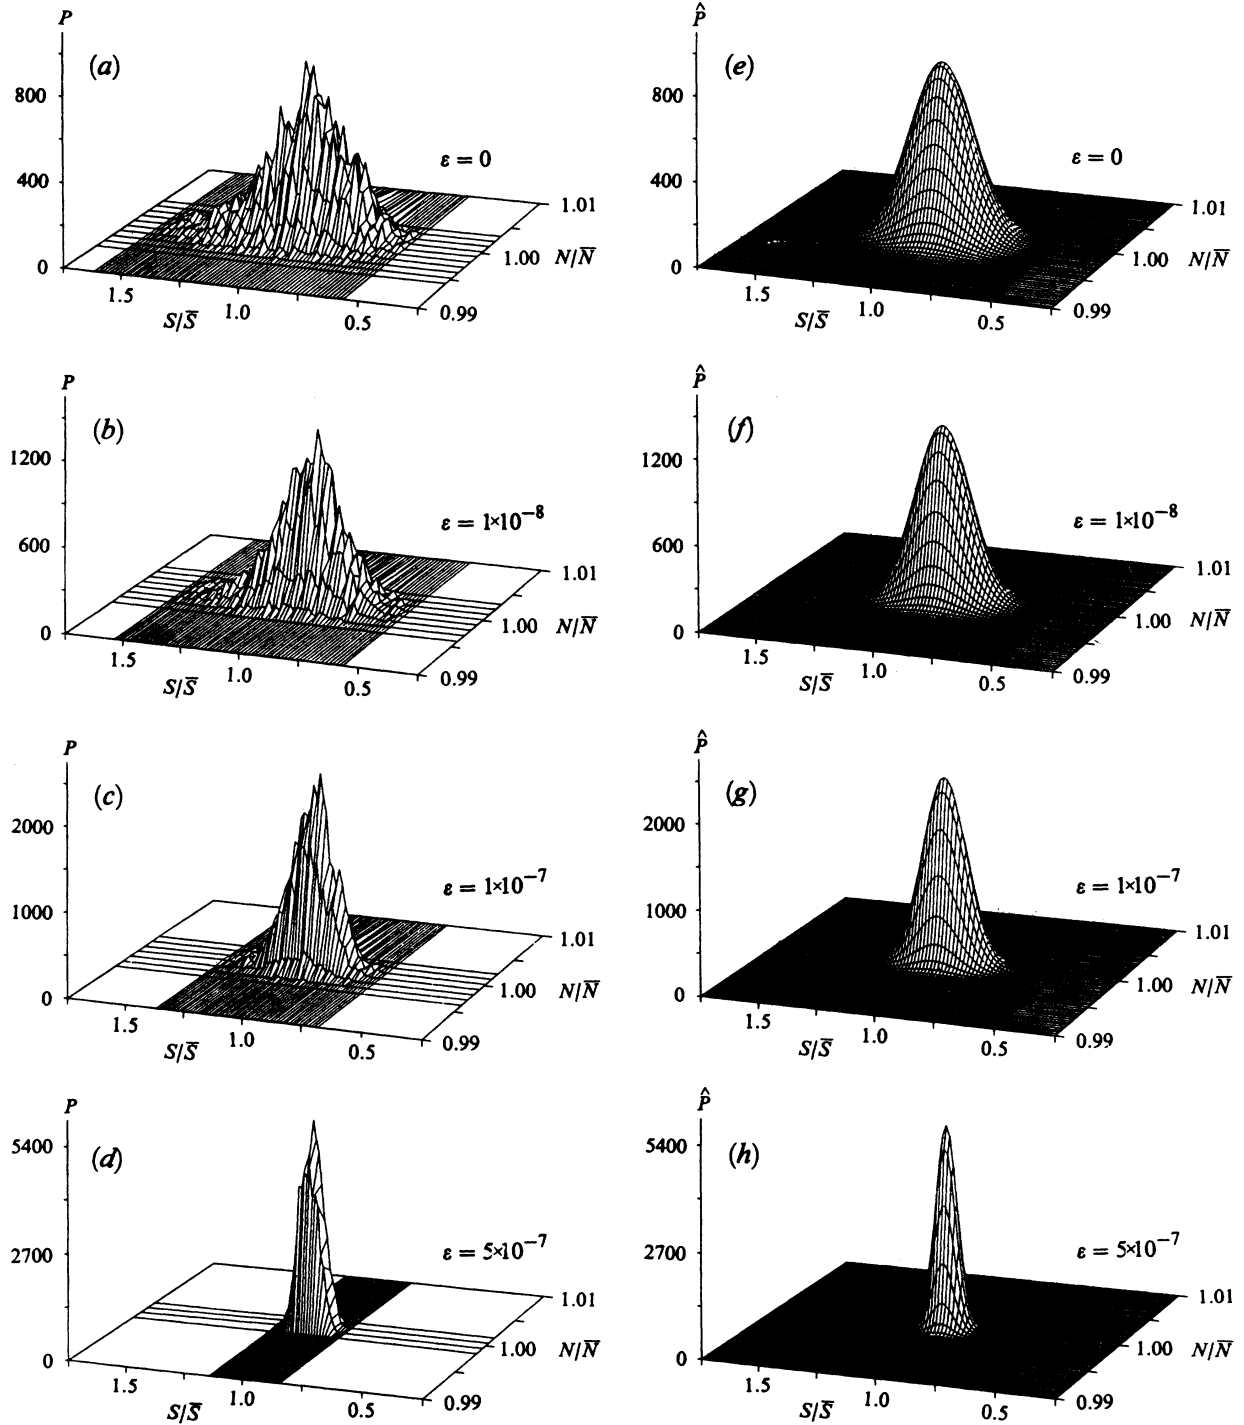 P
(a)
800
400
0
ε = 0
1.01
1.00 N/N̅
0.99
1.5
1.0
0.5
S/S̅
P̂
(e)
800
400
0
ε = 0
1.01
1.00 N/N̅
0.99
1.5
1.0
0.5
S/S̅
P
(b)
1200
600
0
ε = 1×10⁻⁸
1.01
1.00 N/N̅
0.99
1.5
1.0
0.5
S/S̅
P̂
(f)
1200
600
0
ε = 1×10⁻⁸
1.01
1.00 N/N̅
0.99
1.5
1.0
0.5
S/S̅
P
(c)
2000
1000
0
ε = 1×10⁻⁷
1.01
1.00 N/N̅
0.99
1.5
1.0
0.5
S/S̅
P̂
(g)
2000
1000
0
ε = 1×10⁻⁷
1.01
1.00 N/N̅
0.99
1.5
1.0
0.5
S/S̅
P
(d)
5400
2700
0
ε = 5×10⁻⁷
1.01
1.00 N/N̅
0.99
1.5
1.0
0.5
S/S̅
P̂
(h)
5400
2700
0
ε = 5×10⁻⁷
1.01
1.00 N/N̅
0.99
1.5
1.0
0.5
S/S̅